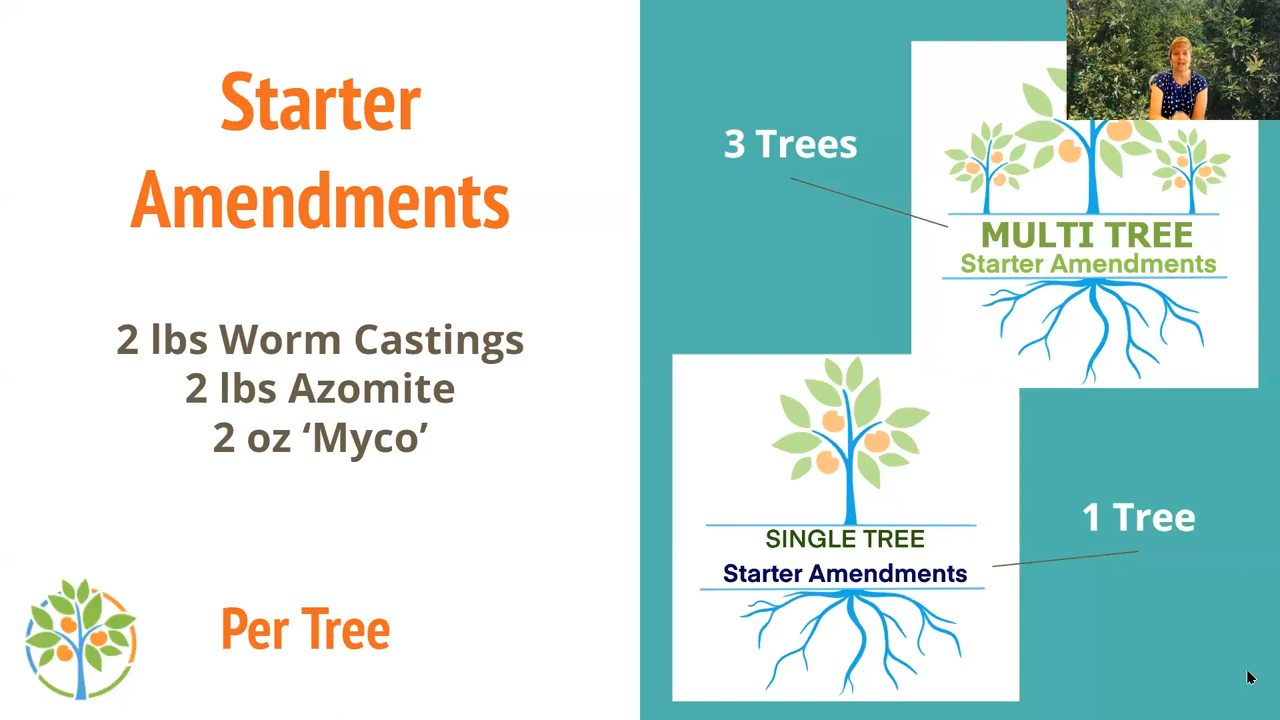 Starter
Amendments
2 lbs Worm Castings
2 lbs Azomite
2 oz ‘Myco’
Per Tree
3 Trees
MULTI TREE
Starter Amendments
SINGLE TREE
Starter Amendments
1 Tree